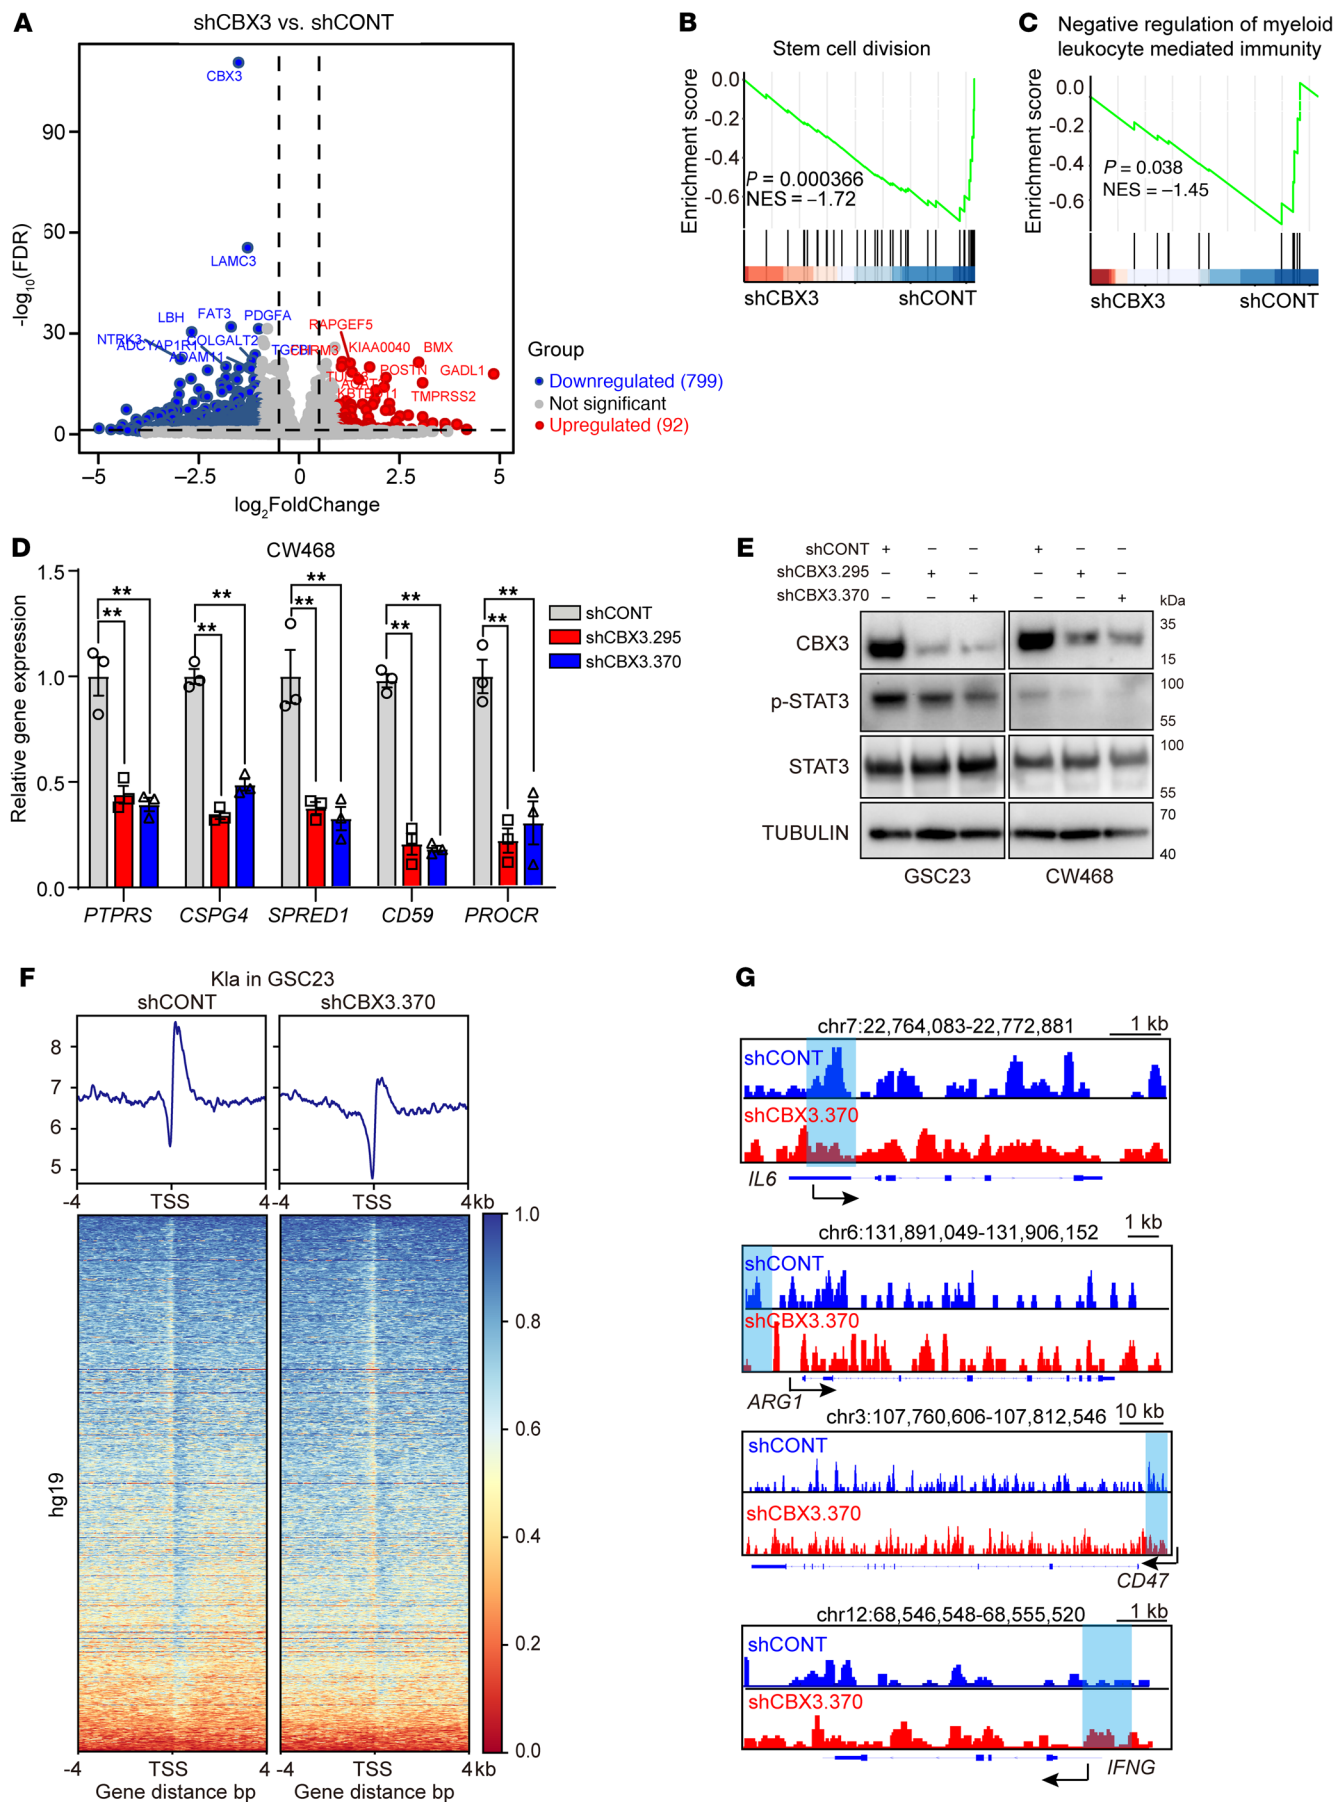 A
shCBX3 vs. shCONT
-log10(FDR)
90
60
30
0
CBX3
LAMC3
LBH
FAT3
PDGFA
RAPGEF5
NTRK3
ADCYAP1R1
COLGALT2
ADAM11
KIAA0040
BMX
POSTN
GADL1
TMPRSS2
–5
–2.5
0
2.5
5
log2FoldChange
Group
Downregulated (799)
Not significant
Upregulated (92)
B
Stem cell division
Enrichment score
0.0
-0.2
-0.4
-0.6
P = 0.000366
NES = –1.72
shCBX3
shCONT
C
Negative regulation of myeloid
leukocyte mediated immunity
Enrichment score
0.0
-0.2
-0.4
-0.6
P = 0.038
NES = –1.45
shCBX3
shCONT
D
CW468
Relative gene expression
1.5
1.0
0.5
0.0
** ** ** ** **
** ** ** ** **
shCONT
shCBX3.295
shCBX3.370
PTPRS CSPG4 SPRED1 CD59 PROCR
E
shCONT + – – + – –
shCBX3.295 – + – – + –
shCBX3.370 – – + – – +
kDa
CBX3
35
15
p-STAT3
100
55
STAT3
100
55
TUBULIN
70
40
GSC23
CW468
F
Kla in GSC23
shCONT
shCBX3.370
8
7
6
5
-4 TSS 4
-4 TSS 4kb
hg19
1.0
0.8
0.6
0.4
0.2
0.0
-4 TSS 4
-4 TSS 4kb
Gene distance bp
Gene distance bp
G
chr7:22,764,083-22,772,881
1 kb
shCONT
shCBX3.370
IL6
chr6:131,891,049-131,906,152
1 kb
shCONT
shCBX3.370
ARG1
chr3:107,760,606-107,812,546
10 kb
shCONT
shCBX3.370
CD47
chr12:68,546,548-68,555,520
1 kb
shCONT
shCBX3.370
IFNG